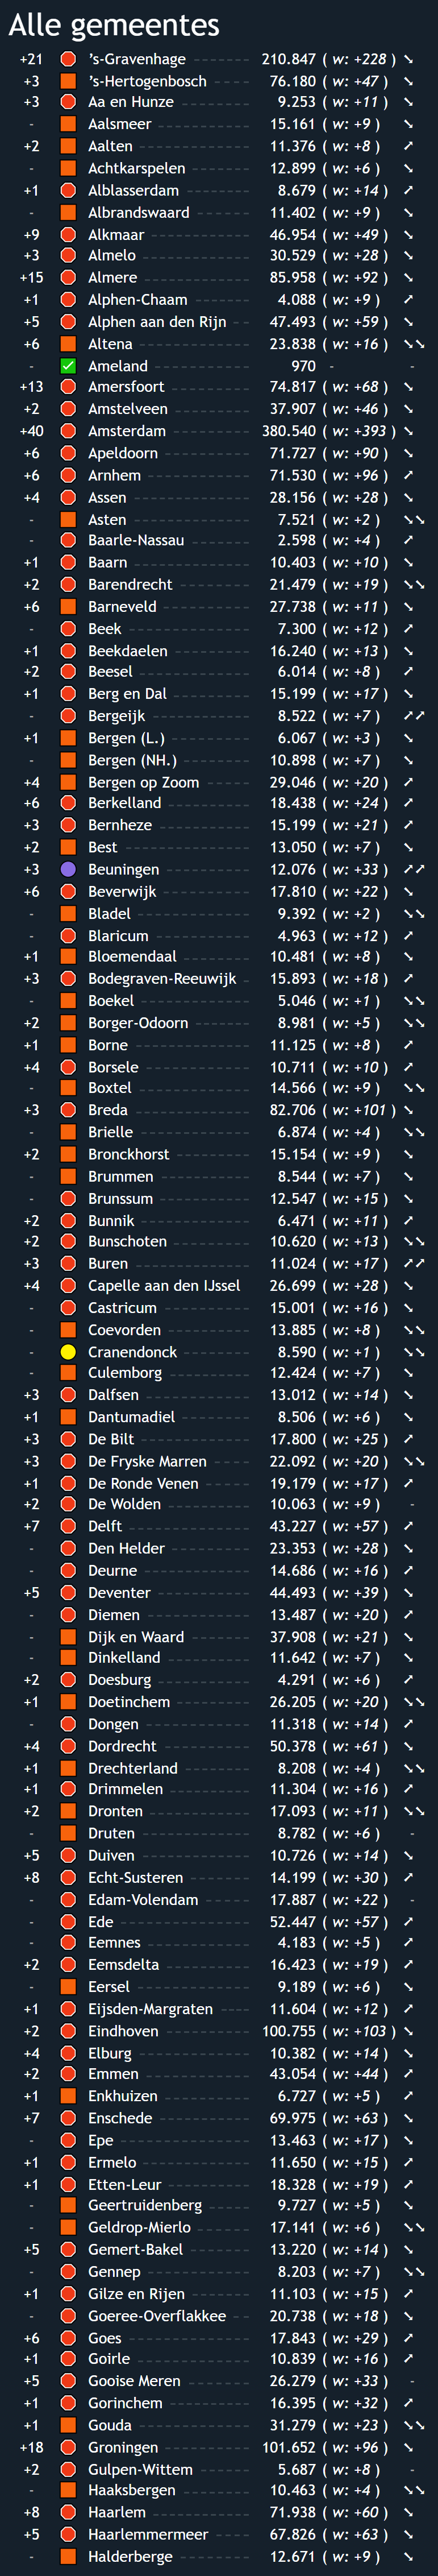 Alle gemeentes
+21 's-Gravenhage 210.847 ( w: +228 )
+3 's-Hertogenbosch 76.180 ( w: +47 )
+3 Aa en Hunze 9.253 ( w: +11 )
- Aalsmeer 15.161 ( w: +9 )
+2 Aalten 11.376 ( w: +8 )
- Achtkarspelen 12.899 ( w: +6 )
+1 Alblasserdam 8.679 ( w: +14 )
- Albrandswaard 11.402 ( w: +9 )
+9 Alkmaar 46.954 ( w: +49 )
+3 Almelo 30.529 ( w: +28 )
+15 Almere 85.958 ( w: +92 )
+1 Alphen-Chaam 4.088 ( w: +9 )
+5 Alphen aan den Rijn 47.493 ( w: +59 )
+6 Altena 23.838 ( w: +16 )
- Ameland 970 - -
+13 Amersfoort 74.817 ( w: +68 )
+2 Amstelveen 37.907 ( w: +46 )
+40 Amsterdam 380.540 ( w: +393 )
+6 Apeldoorn 71.727 ( w: +90 )
+6 Arnhem 71.530 ( w: +96 )
+4 Assen 28.156 ( w: +28 )
- Asten 7.521 ( w: +2 )
- Baarle-Nassau 2.598 ( w: +4 )
+1 Baarn 10.403 ( w: +10 )
+2 Barendrecht 21.479 ( w: +19 )
+6 Barneveld 27.738 ( w: +11 )
- Beek 7.300 ( w: +12 )
+1 Beekdaelen 16.240 ( w: +13 )
+2 Beesel 6.014 ( w: +8 )
+1 Berg en Dal 15.199 ( w: +17 )
- Bergeijk 8.522 ( w: +7 )
+1 Bergen (L.) 6.067 ( w: +3 )
- Bergen (NH.) 10.898 ( w: +7 )
+4 Bergen op Zoom 29.046 ( w: +20 )
+6 Berkelland 18.438 ( w: +24 )
+3 Bernheze 15.199 ( w: +21 )
+2 Best 13.050 ( w: +7 )
+3 Beuningen 12.076 ( w: +33 )
+6 Beverwijk 17.810 ( w: +22 )
- Bladel 9.392 ( w: +2 )
- Blaricum 4.963 ( w: +12 )
+1 Bloemendaal 10.481 ( w: +8 )
+3 Bodegraven-Reeuwijk 15.893 ( w: +18 )
- Boekel 5.046 ( w: +1 )
+2 Borger-Odoorn 8.981 ( w: +5 )
+1 Borne 11.125 ( w: +8 )
+4 Borsele 10.711 ( w: +10 )
- Boxtel 14.566 ( w: +9 )
+3 Breda 82.706 ( w: +101 )
- Brielle 6.874 ( w: +4 )
+2 Bronckhorst 15.154 ( w: +9 )
- Brummen 8.544 ( w: +7 )
- Brunssum 12.547 ( w: +15 )
+2 Bunnik 6.471 ( w: +11 )
+2 Bunschoten 10.620 ( w: +13 )
+3 Buren 11.024 ( w: +17 )
+4 Capelle aan den IJssel 26.699 ( w: +28 )
- Castricum 15.001 ( w: +16 )
- Coevorden 13.885 ( w: +8 )
- Cranendonck 8.590 ( w: +1 )
- Culemborg 12.424 ( w: +7 )
+3 Dalfsen 13.012 ( w: +14 )
+1 Dantumadiel 8.506 ( w: +6 )
+3 De Bilt 17.800 ( w: +25 )
+3 De Fryske Marren 22.092 ( w: +20 )
+1 De Ronde Venen 19.179 ( w: +17 )
+2 De Wolden 10.063 ( w: +9 ) -
+7 Delft 43.227 ( w: +57 )
- Den Helder 23.353 ( w: +28 )
- Deurne 14.686 ( w: +16 )
+5 Deventer 44.493 ( w: +39 )
- Diemen 13.487 ( w: +20 )
- Dijk en Waard 37.908 ( w: +21 )
- Dinkelland 11.642 ( w: +7 )
+2 Doesburg 4.291 ( w: +6 )
+1 Doetinchem 26.205 ( w: +20 )
- Dongen 11.318 ( w: +14 )
+4 Dordrecht 50.378 ( w: +61 )
+1 Drechterland 8.208 ( w: +4 )
+1 Drimmelen 11.304 ( w: +16 )
+2 Dronten 17.093 ( w: +11 )
- Druten 8.782 ( w: +6 ) -
+5 Duiven 10.726 ( w: +14 )
+8 Echt-Susteren 14.199 ( w: +30 )
- Edam-Volendam 17.887 ( w: +22 ) -
- Ede 52.447 ( w: +57 )
- Eemnes 4.183 ( w: +5 )
+2 Eemsdelta 16.423 ( w: +19 )
- Eersel 9.189 ( w: +6 )
+1 Eijsden-Margraten 11.604 ( w: +12 )
+2 Eindhoven 100.755 ( w: +103 )
+4 Elburg 10.382 ( w: +14 )
+2 Emmen 43.054 ( w: +44 )
+1 Enkhuizen 6.727 ( w: +5 )
+7 Enschede 69.975 ( w: +63 )
- Epe 13.463 ( w: +17 )
+1 Ermelo 11.650 ( w: +15 )
+1 Etten-Leur 18.328 ( w: +19 )
- Geertruidenberg 9.727 ( w: +5 )
- Geldrop-Mierlo 17.141 ( w: +6 )
+5 Gemert-Bakel 13.220 ( w: +14 )
- Gennep 8.203 ( w: +7 )
+1 Gilze en Rijen 11.103 ( w: +15 )
- Goeree-Overflakkee 20.738 ( w: +18 )
+6 Goes 17.843 ( w: +29 )
+1 Goirle 10.839 ( w: +16 )
+5 Gooise Meren 26.279 ( w: +33 ) -
+1 Gorinchem 16.395 ( w: +32 )
+1 Gouda 31.279 ( w: +23 )
+18 Groningen 101.652 ( w: +96 )
+2 Gulpen-Wittem 5.687 ( w: +8 ) -
- Haaksbergen 10.463 ( w: +4 )
+8 Haarlem 71.938 ( w: +60 )
+5 Haarlemmermeer 67.826 ( w: +63 )
- Halderberge 12.671 ( w: +9 )